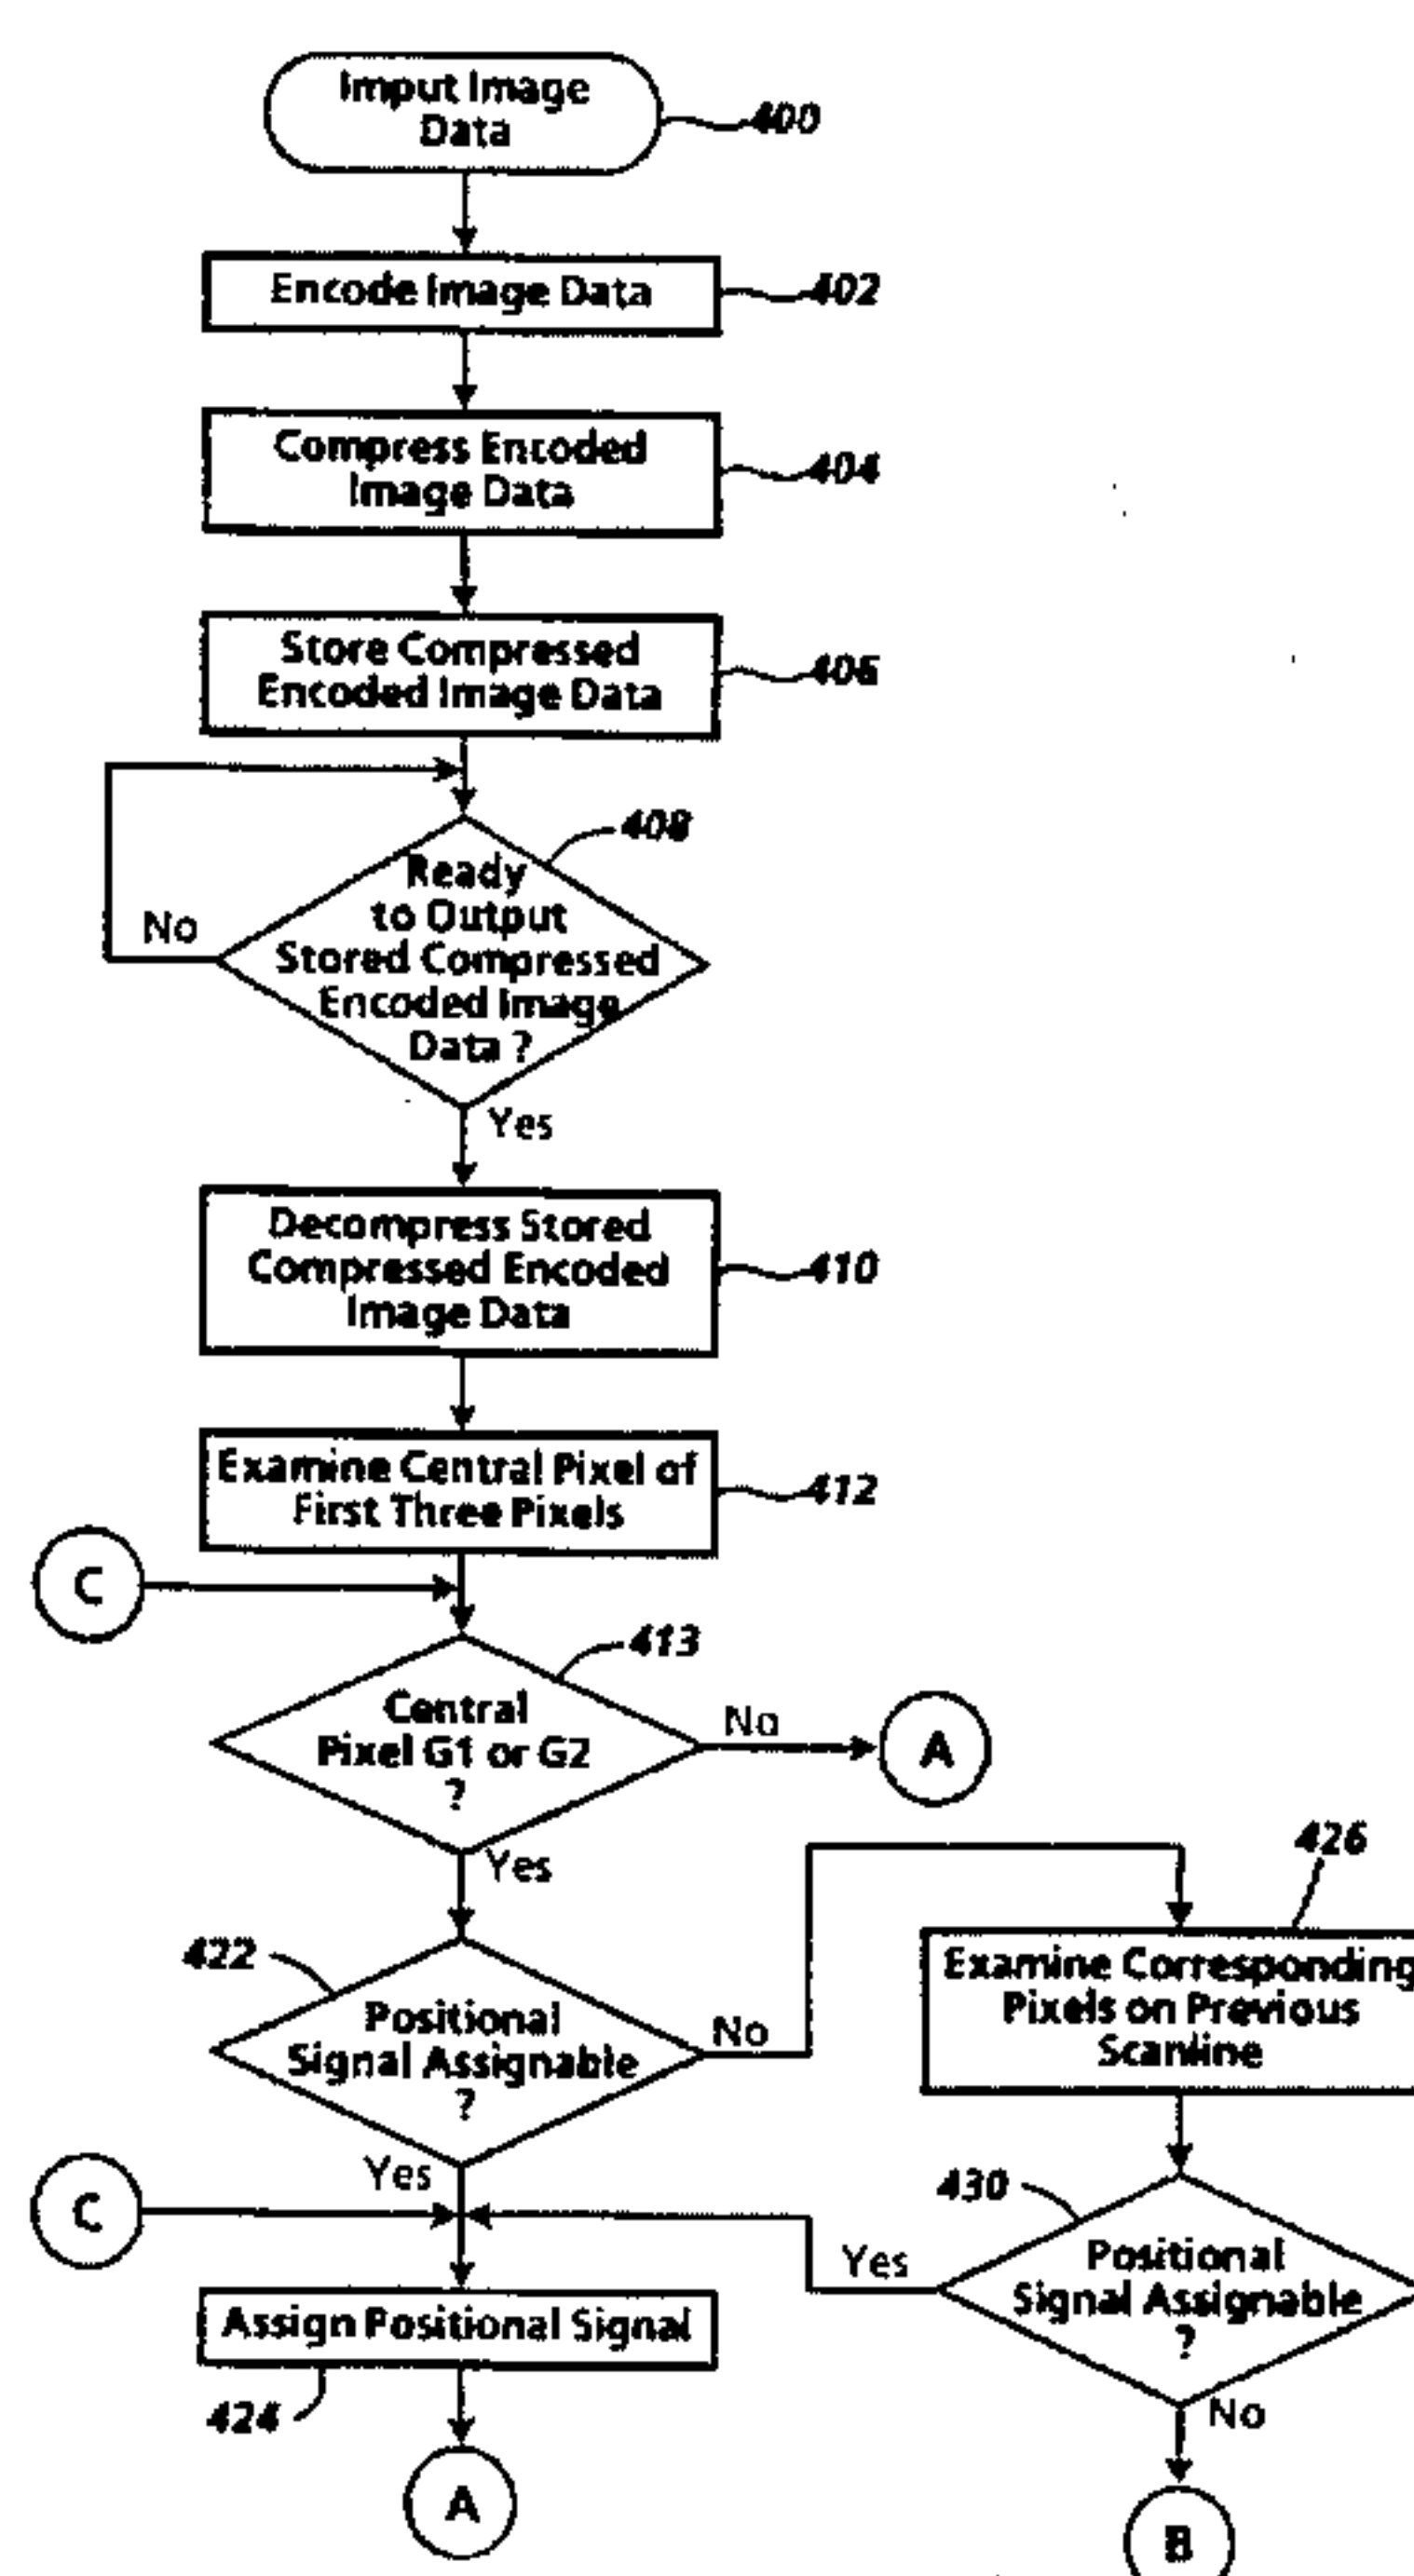 Imput Image
Data
400
Encode Image Data
402
Compress Encoded
Image Data
404
Store Compressed
Encoded Image Data
406
408
Ready
to Output
Stored Compressed
Encoded Image
Data ?
No
Yes
Decompress Stored
Compressed Encoded
Image Data
410
Examine Central Pixel of
First Three Pixels
412
C
413
Central
Pixel G1 or G2
?
No
A
Yes
426
422
Positional
Signal Assignable
?
No
Examine Corresponding
Pixels on Previous
Scanline
Yes
C
430
Yes
Positional
Signal Assignable
?
Assign Positional Signal
424
No
A
B